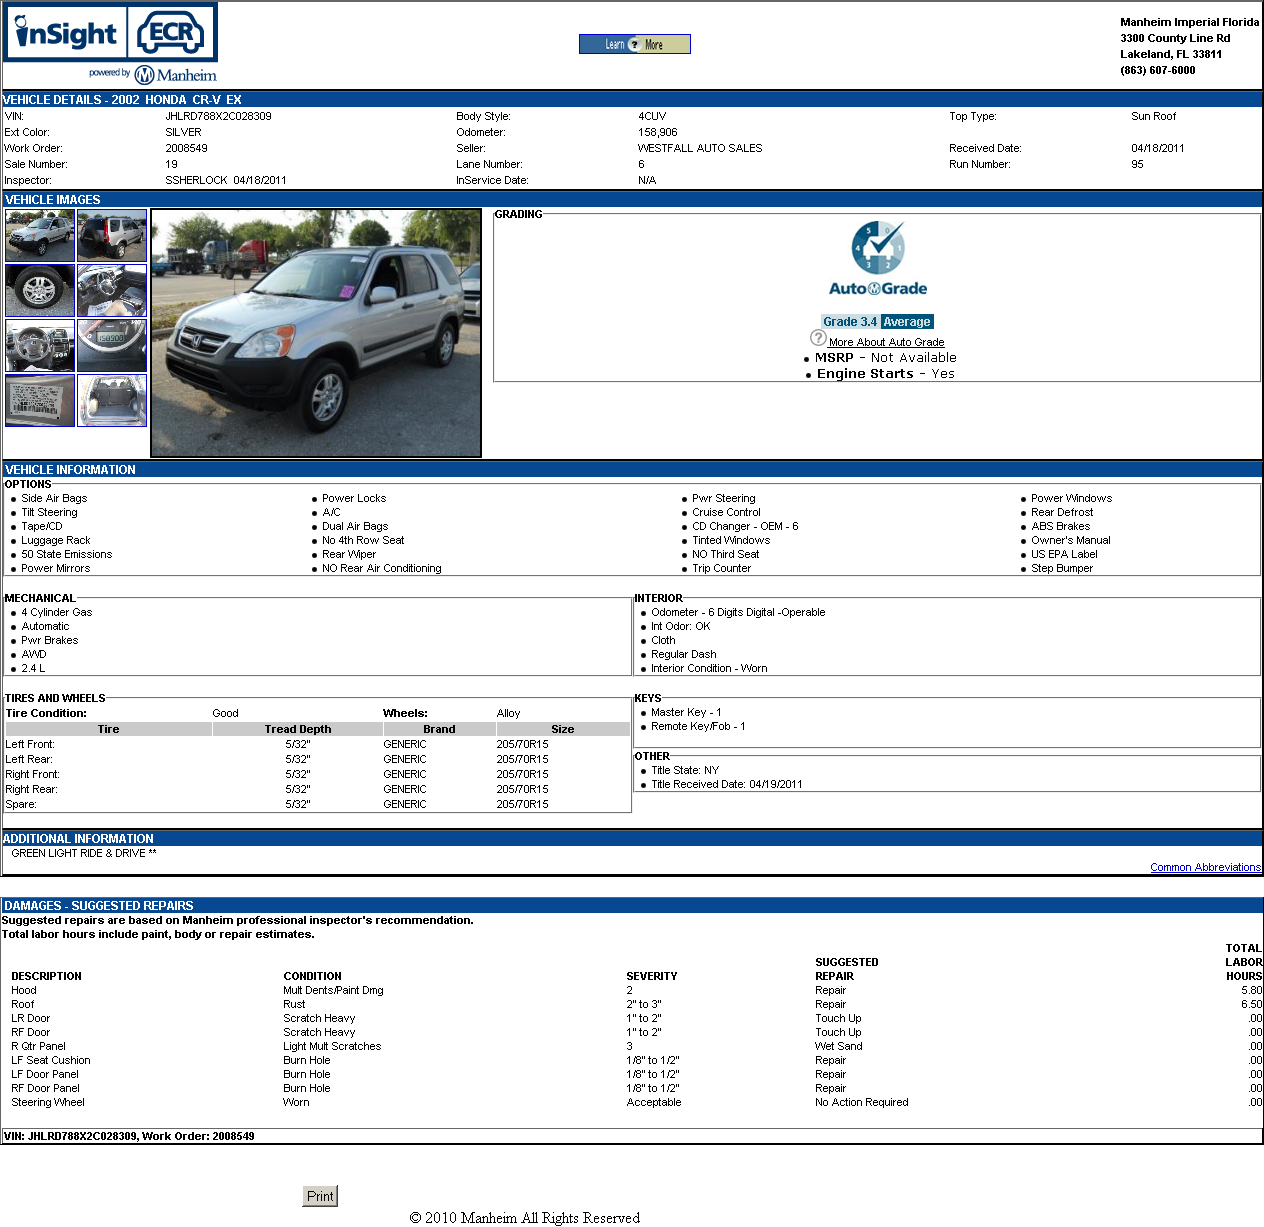 inSight ECR
powered by Manheim
Learn ? More
Manheim Imperial Florida
3300 County Line Rd
Lakeland, FL 33811
(863) 607-6000
VEHICLE DETAILS - 2002 HONDA CR-V EX
VIN: JHLRD788X2C028309 Body Style: 4CUV Top Type: Sun Roof
Ext Color: SILVER Odometer: 158,906
Work Order: 2008549 Seller: WESTFALL AUTO SALES Received Date: 04/18/2011
Sale Number: 19 Lane Number: 6 Run Number: 95
Inspector: SSHERLOCK 04/18/2011 InService Date: N/A
VEHICLE IMAGES
GRADING
5 0 4 1 3 2
AutoGrade
Grade 3.4 Average
? More About Auto Grade
• MSRP - Not Available
• Engine Starts - Yes
VEHICLE INFORMATION
OPTIONS
• Side Air Bags • Power Locks • Pwr Steering • Power Windows
• Tilt Steering • A/C • Cruise Control • Rear Defrost
• Tape/CD • Dual Air Bags • CD Changer - OEM - 6 • ABS Brakes
• Luggage Rack • No 4th Row Seat • Tinted Windows • Owner's Manual
• 50 State Emissions • Rear Wiper • NO Third Seat • US EPA Label
• Power Mirrors • NO Rear Air Conditioning • Trip Counter • Step Bumper
MECHANICAL
• 4 Cylinder Gas
• Automatic
• Pwr Brakes
• AWD
• 2.4 L
INTERIOR
• Odometer - 6 Digits Digital -Operable
• Int Odor: OK
• Cloth
• Regular Dash
• Interior Condition - Worn
TIRES AND WHEELS
Tire Condition: Good Wheels: Alloy
Tire Tread Depth Brand Size
Left Front: 5/32" GENERIC 205/70R15
Left Rear: 5/32" GENERIC 205/70R15
Right Front: 5/32" GENERIC 205/70R15
Right Rear: 5/32" GENERIC 205/70R15
Spare: 5/32" GENERIC 205/70R15
KEYS
• Master Key - 1
• Remote Key/Fob - 1
OTHER
• Title State: NY
• Title Received Date: 04/19/2011
ADDITIONAL INFORMATION
GREEN LIGHT RIDE & DRIVE **
Common Abbreviations
DAMAGES - SUGGESTED REPAIRS
Suggested repairs are based on Manheim professional inspector's recommendation.
Total labor hours include paint, body or repair estimates.
DESCRIPTION CONDITION SEVERITY SUGGESTED REPAIR TOTAL LABOR HOURS
Hood Mult Dents/Paint Dmg 2 Repair 5.80
Roof Rust 2" to 3" Repair 6.50
LR Door Scratch Heavy 1" to 2" Touch Up .00
RF Door Scratch Heavy 1" to 2" Touch Up .00
R Qtr Panel Light Mult Scratches 3 Wet Sand .00
LF Seat Cushion Burn Hole 1/8" to 1/2" Repair .00
LF Door Panel Burn Hole 1/8" to 1/2" Repair .00
RF Door Panel Burn Hole 1/8" to 1/2" Repair .00
Steering Wheel Worn Acceptable No Action Required .00
VIN: JHLRD788X2C028309, Work Order: 2008549
Print
© 2010 Manheim All Rights Reserved